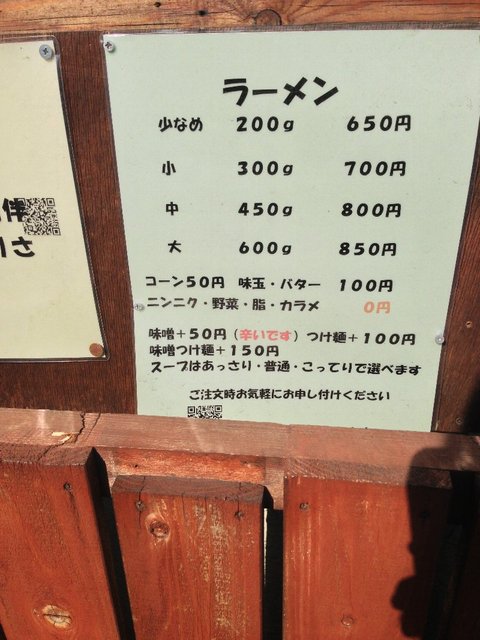 ラーメン
少なめ 200g 650円
小 300g 700円
中 450g 800円
大 600g 850円
コーン50円 味玉・バター 100円
ニンニク・野菜・脂・カラメ 0円
味噌+50円(辛いです)つけ麺+100円
味噌つけ麺+150円
スープはあっさり・普通・こってりで選べます
ご注文時お気軽にお申し付けください
伴
さ